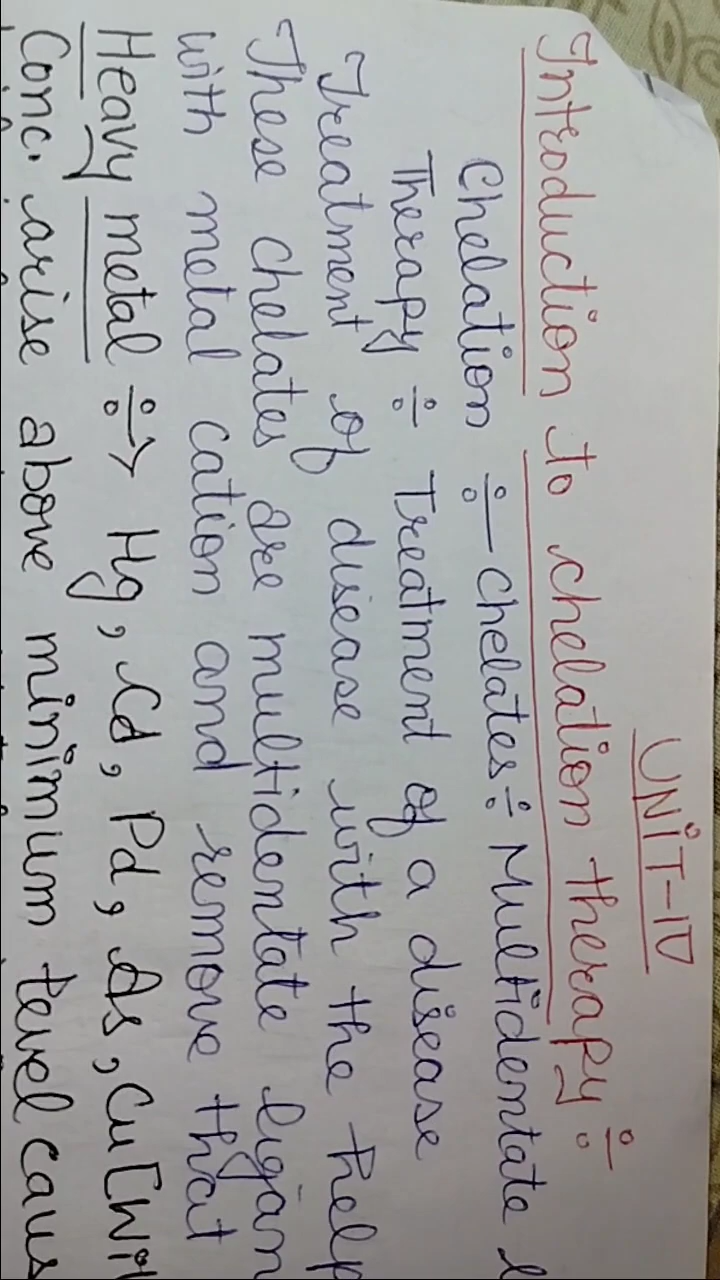 UNIT-IV
Introduction to chelation therapy ÷
Chelation ÷ Chelates ÷ Multidentate l
Therapy ÷ Treatment of a disease
Treatment of disease with the help
These chelates are multidentate ligan
with metal cation and remove that
Heavy metal ÷> Hg, Cd, Pd, As, Cu [Wil
Conc. arise above minimum level caus